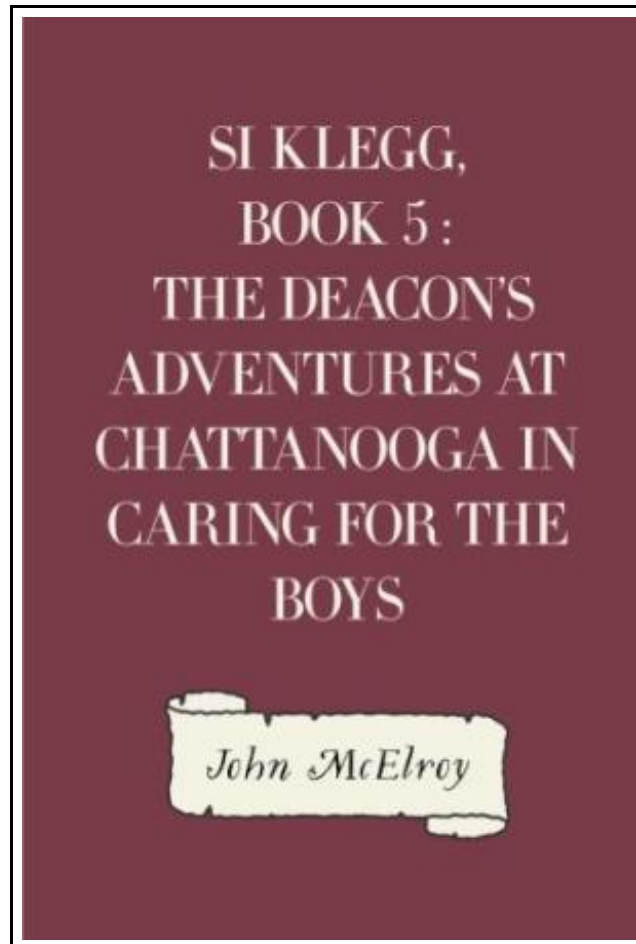 SI KLEGG,
BOOK 5 :
THE DEACON'S
ADVENTURES AT
CHATTANOOGA IN
CARING FOR THE
BOYS
John McElroy